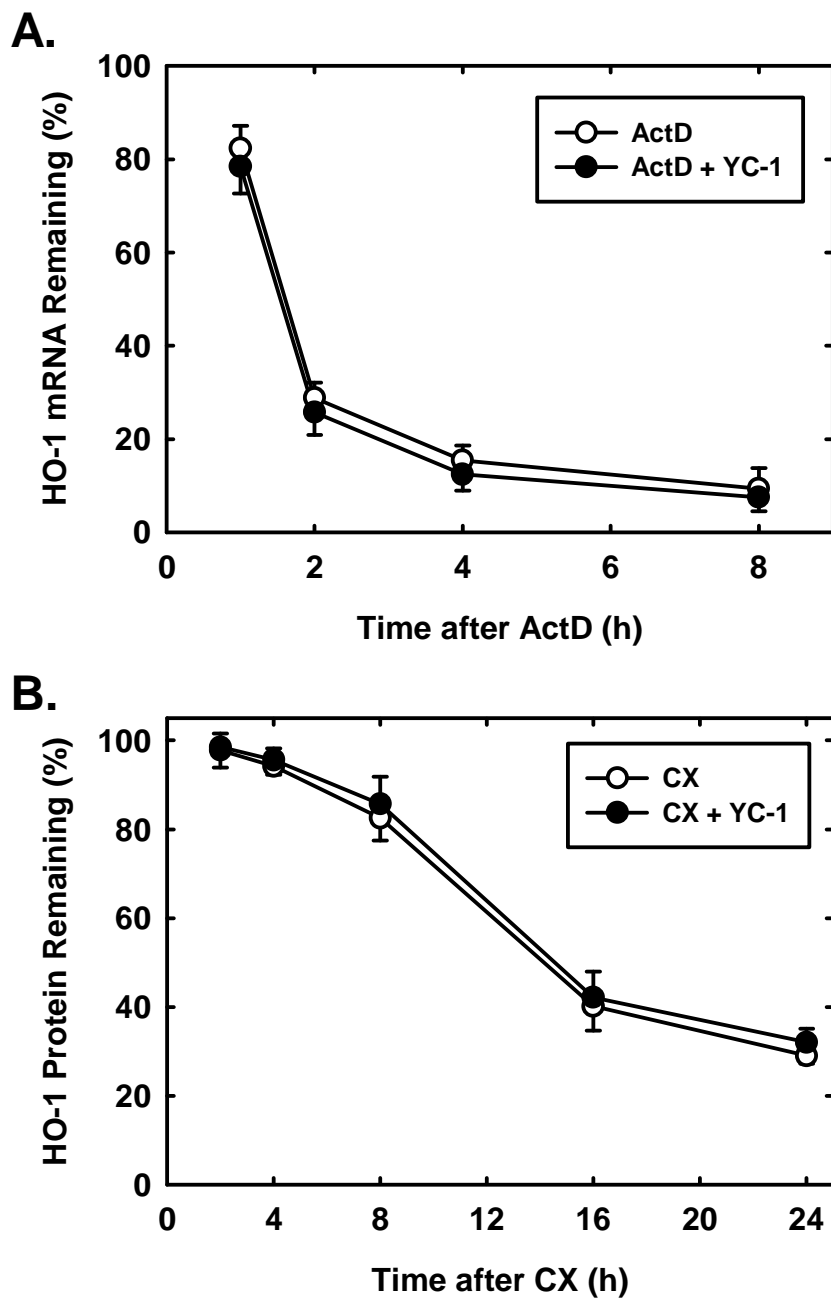 A.
HO-1 mRNA Remaining (%)
100
80
60
40
20
0
ActD
ActD + YC-1
0 2 4 6 8
Time after ActD (h)
B.
HO-1 Protein Remaining (%)
100
80
60
40
20
0
CX
CX + YC-1
0 4 8 12 16 20 24
Time after CX (h)